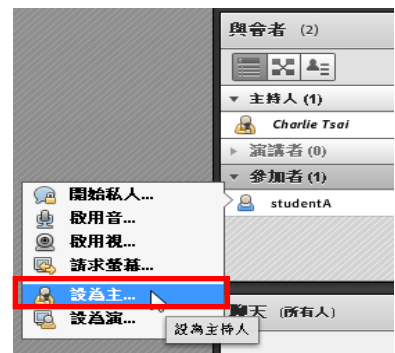 與會者 (2)
主持人 (1)
Charlie Tsai
演講者 (0)
參加者 (1)
studentA
開始私人...
啟用音...
啟用視...
請求螢幕...
設為主...
設為演...
設為主持人
聊天 (所有人)